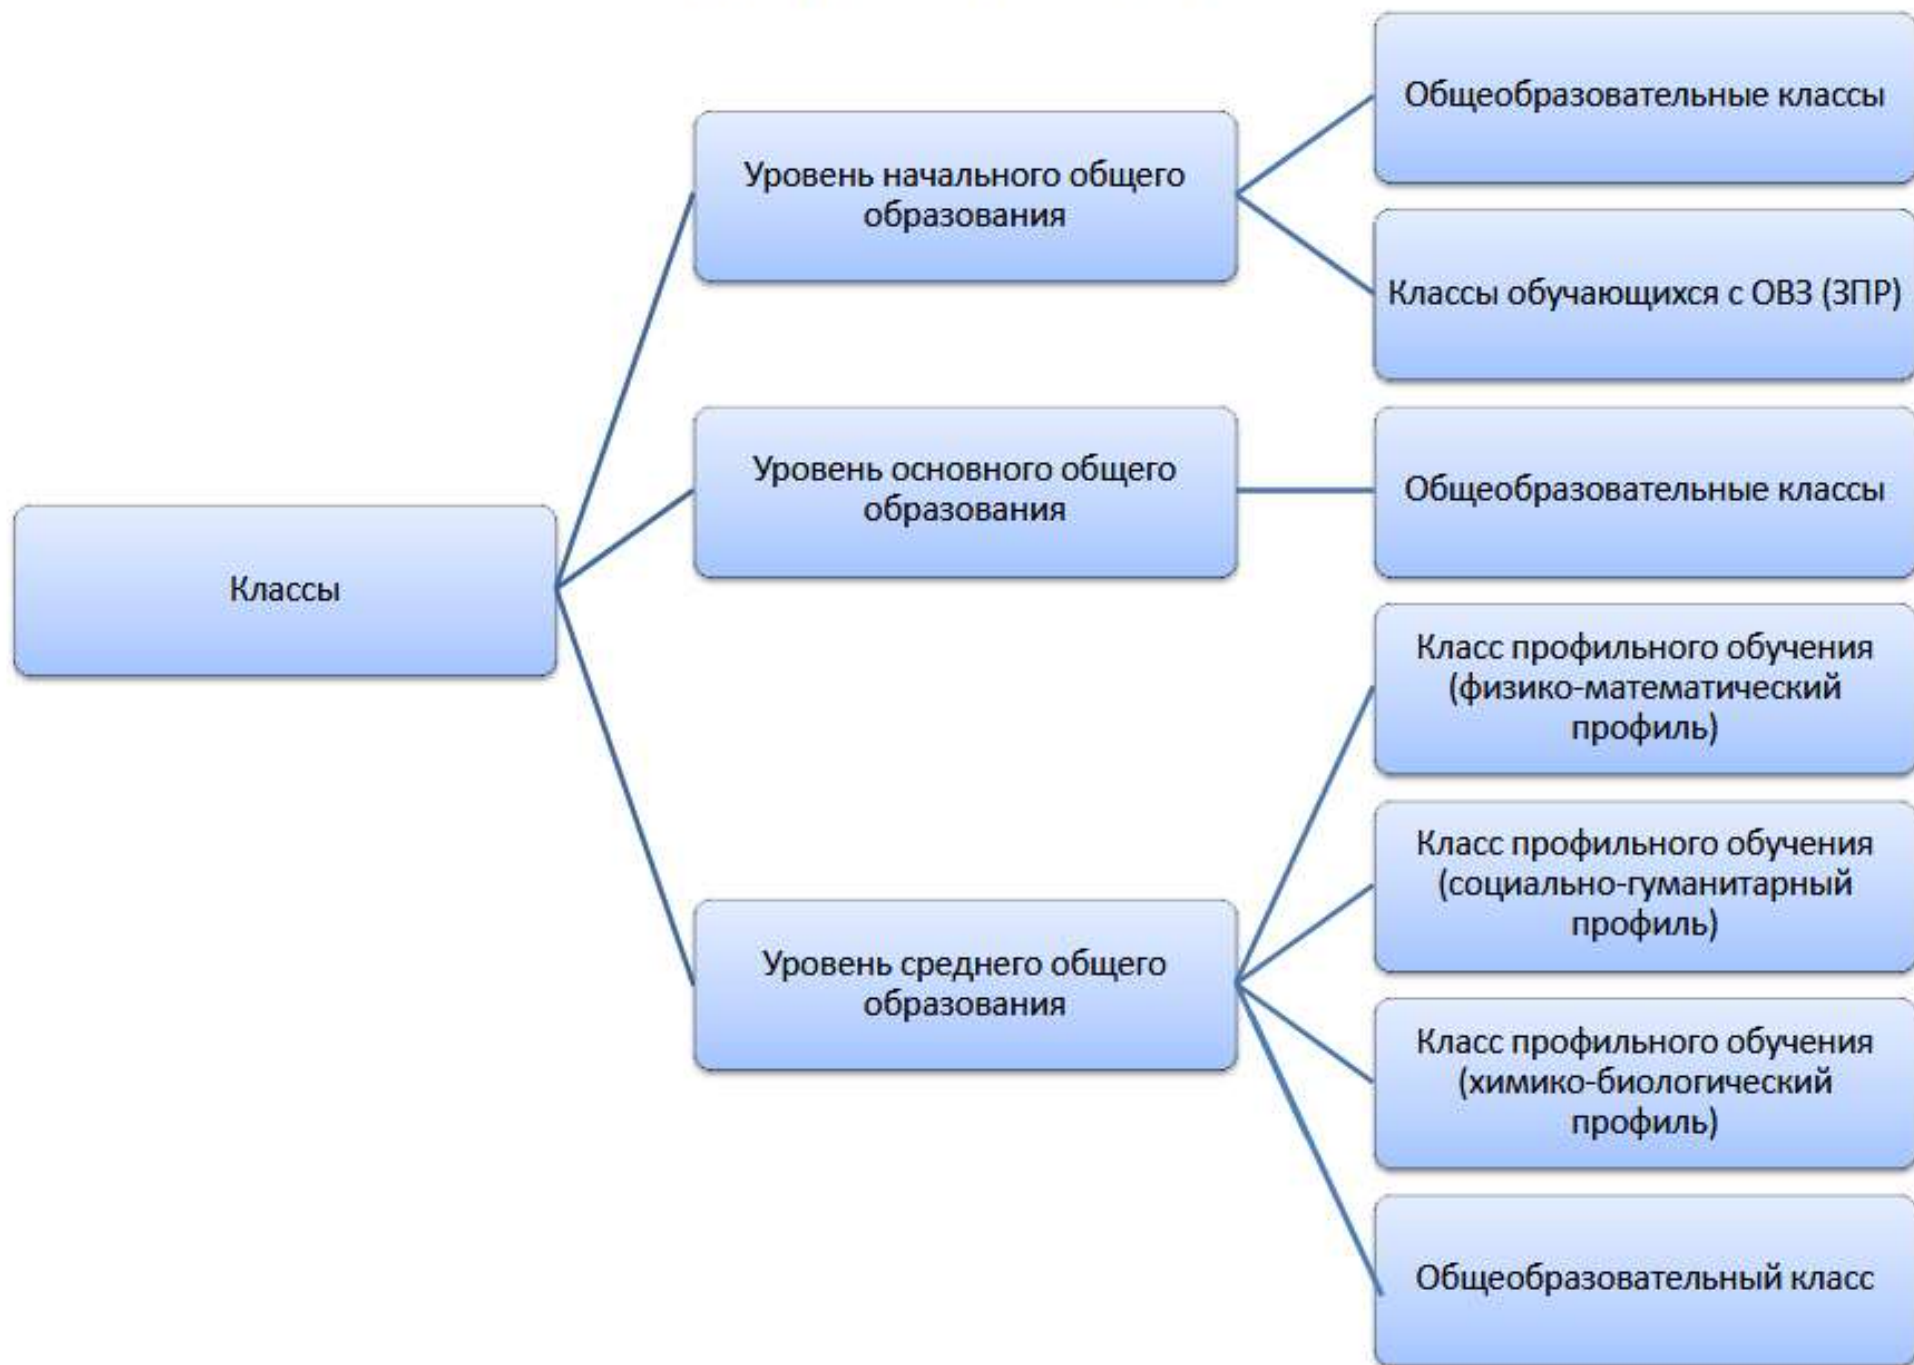 Общеобразовательные классы
Уровень начального общего
образования
Классы обучающихся с ОВЗ (ЗПР)
Уровень основного общего
образования
Общеобразовательные классы
Классы
Класс профильного обучения
(физико-математический
профиль)
Класс профильного обучения
(социально-гуманитарный
профиль)
Уровень среднего общего
образования
Класс профильного обучения
(химико-биологический
профиль)
Общеобразовательный класс